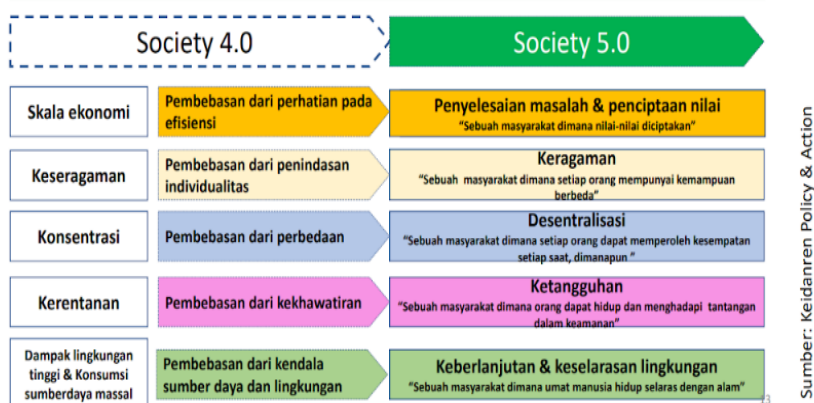 Society 4.0
Society 5.0
Skala ekonomi
Pembebasan dari perhatian pada
efisiensi
Penyelesaian masalah & penciptaan nilai
“Sebuah masyarakat dimana nilai-nilai diciptakan”
Keseragaman
Pembebasan dari penindasan
individualitas
Keragaman
“Sebuah masyarakat dimana setiap orang mempunyai kemampuan
berbeda”
Konsentrasi
Pembebasan dari perbedaan
Desentralisasi
“Sebuah masyarakat dimana setiap orang dapat memperoleh kesempatan
setiap saat, dimanapun ”
Kerentanan
Pembebasan dari kekhawatiran
Ketangguhan
“Sebuah masyarakat dimana orang dapat hidup dan menghadapi tantangan
dalam keamanan”
Dampak lingkungan
tinggi & Konsumsi
sumberdaya massal
Pembebasan dari kendala
sumber daya dan lingkungan
Keberlanjutan & keselarasan lingkungan
“Sebuah masyarakat dimana umat manusia hidup selaras dengan alam”
13
Sumber: Keidanren Policy & Action